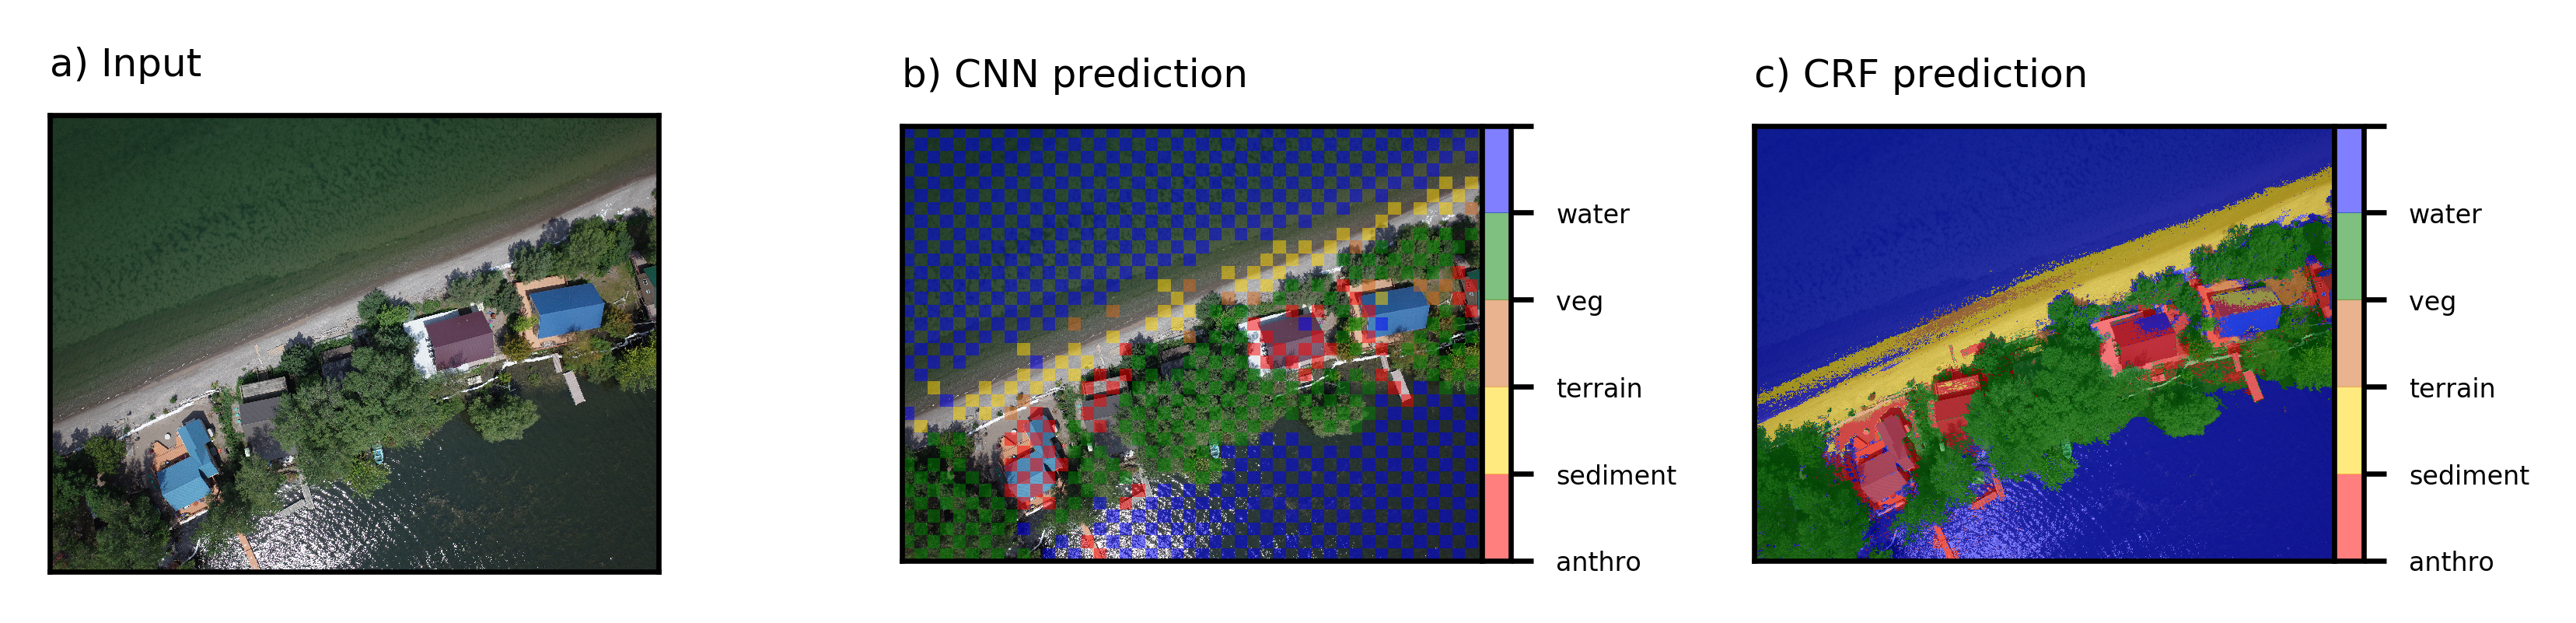 a) Input
b) CNN prediction
c) CRF prediction
water
veg
terrain
sediment
anthro
water
veg
terrain
sediment
anthro